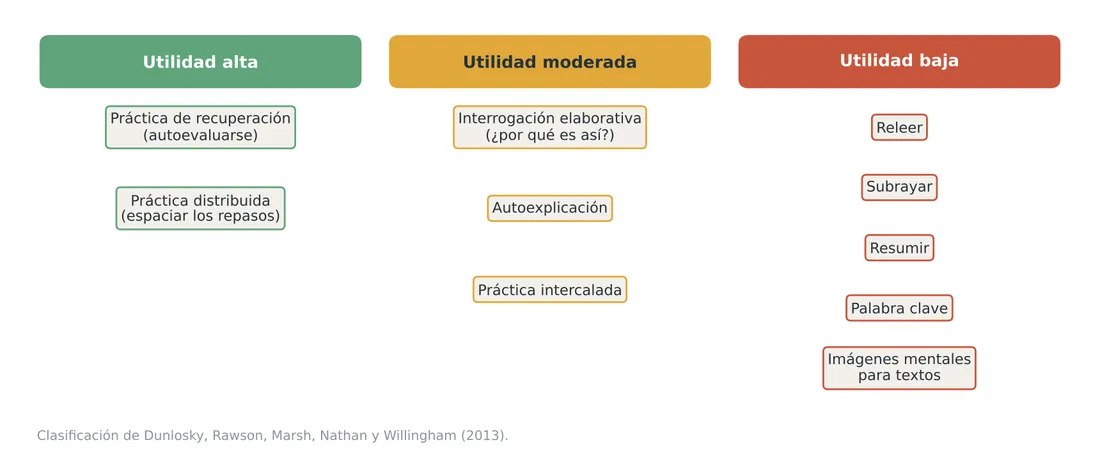 Utilidad alta
Práctica de recuperación
(autoevaluarse)
Práctica distribuida
(espaciar los repasos)
Utilidad moderada
Interrogación elaborativa
(¿por qué es así?)
Autoexplicación
Práctica intercalada
Utilidad baja
Releer
Subrayar
Resumir
Palabra clave
Imágenes mentales
para textos
Clasificación de Dunlosky, Rawson, Marsh, Nathan y Willingham (2013).